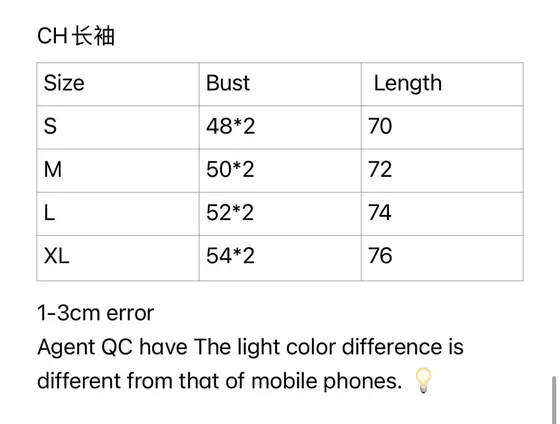 CH长袖
Size Bust Length
S 48*2 70
M 50*2 72
L 52*2 74
XL 54*2 76
1-3cm error
Agent QC have The light color difference is
different from that of mobile phones. 💡